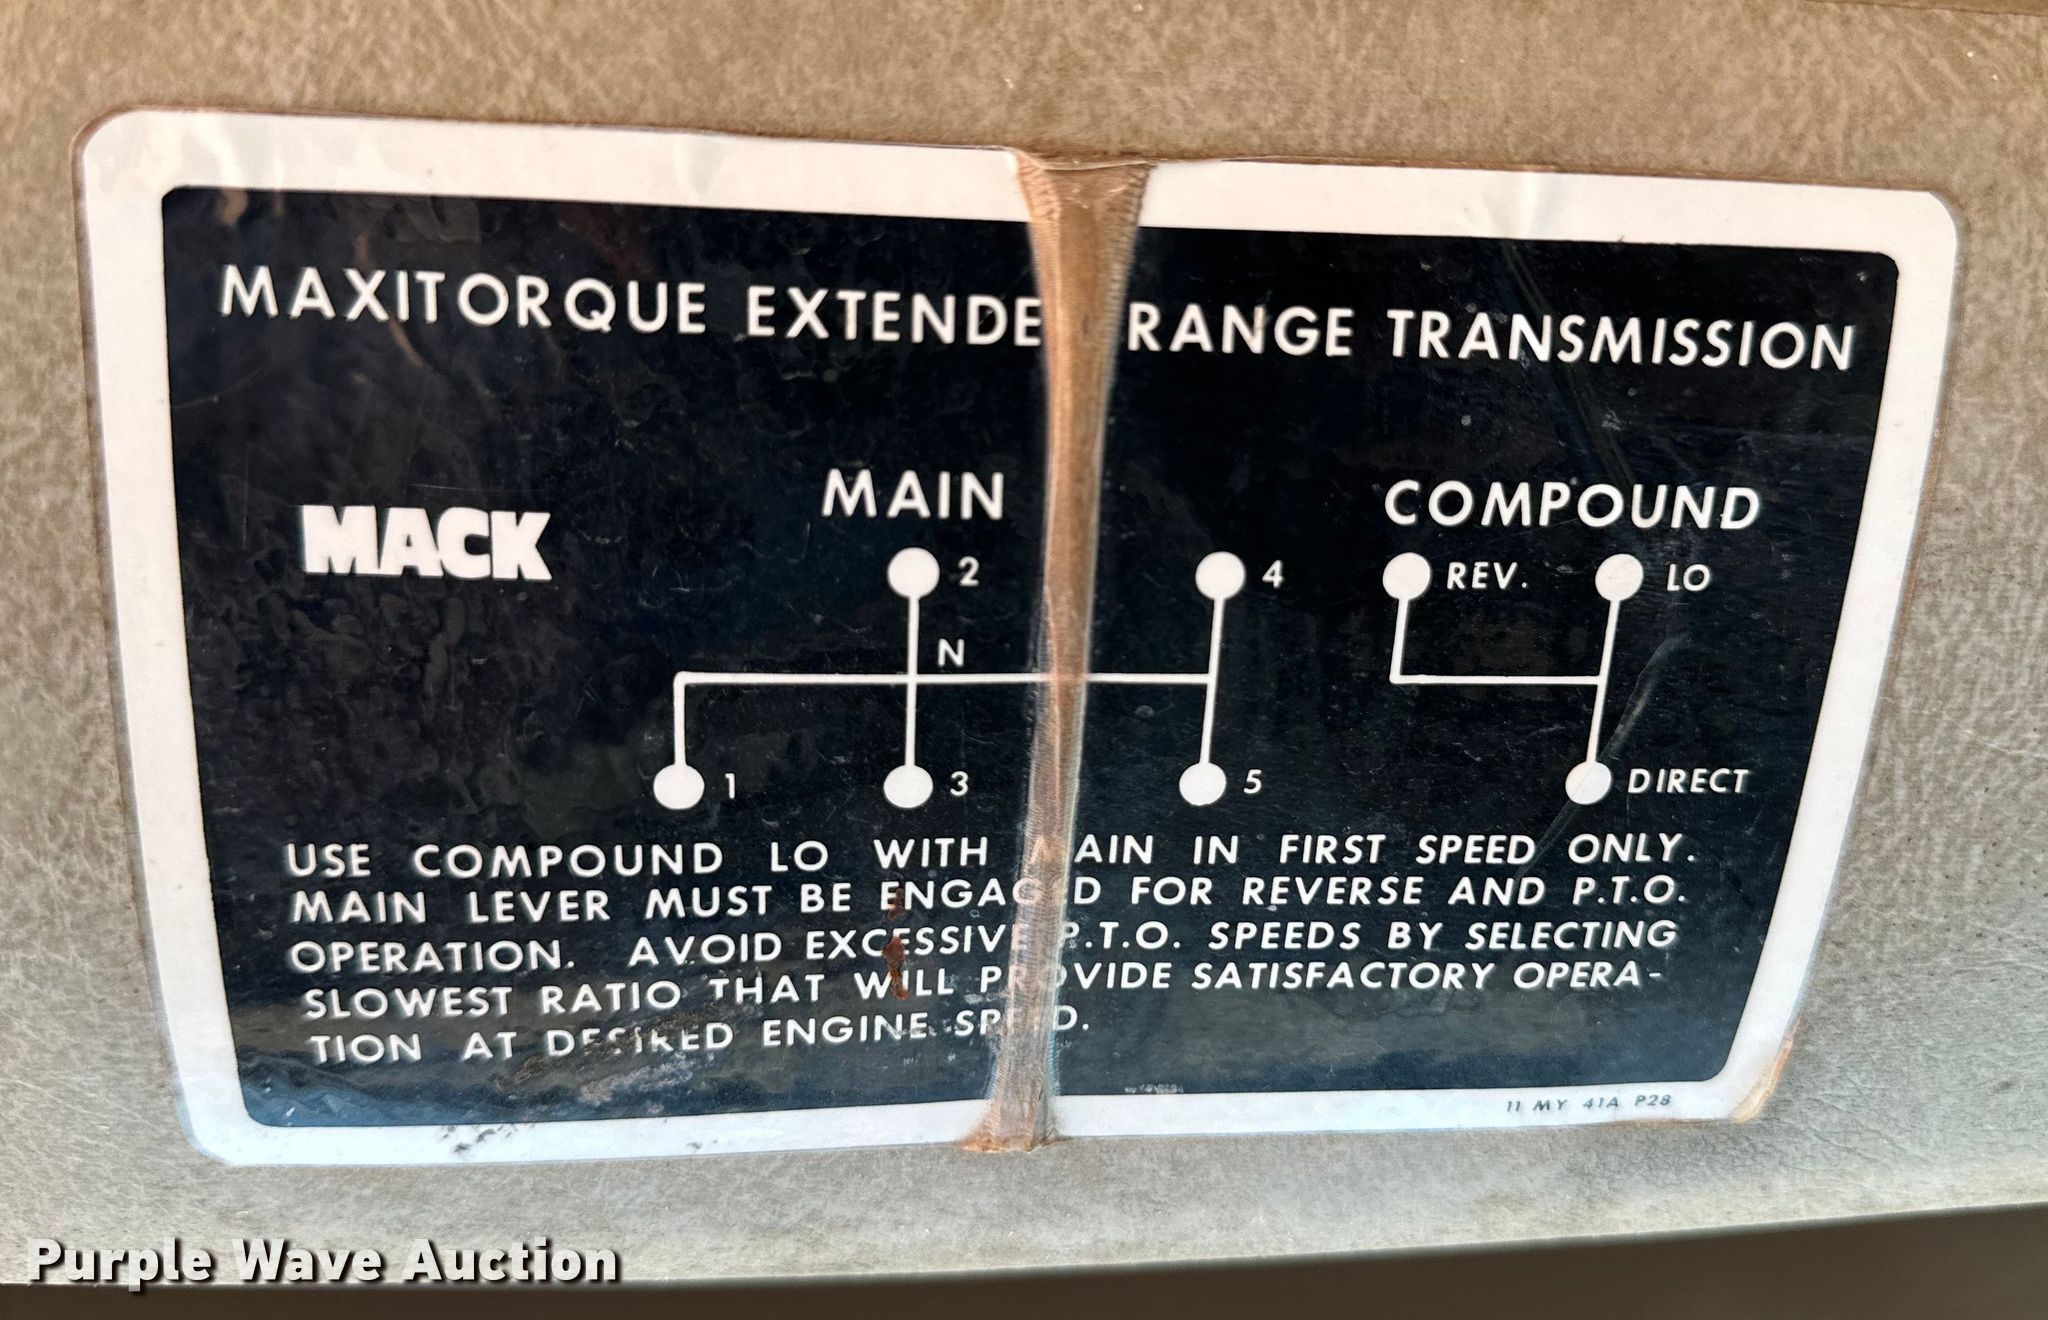 MAXITORQUE EXTENDE RANGE TRANSMISSION
MAIN
COMPOUND
MACK
2
4
REV.
LO
N
1
3
5
DIRECT
USE COMPOUND LO WITH MAIN IN FIRST SPEED ONLY.
MAIN LEVER MUST BE ENGAGED FOR REVERSE AND P.T.O.
OPERATION. AVOID EXCESSIVE P.T.O. SPEEDS BY SELECTING
SLOWEST RATIO THAT WILL PROVIDE SATISFACTORY OPERA-
TION AT DESIRED ENGINE SPEED.
11 MY 41A P28
Purple Wave Auction